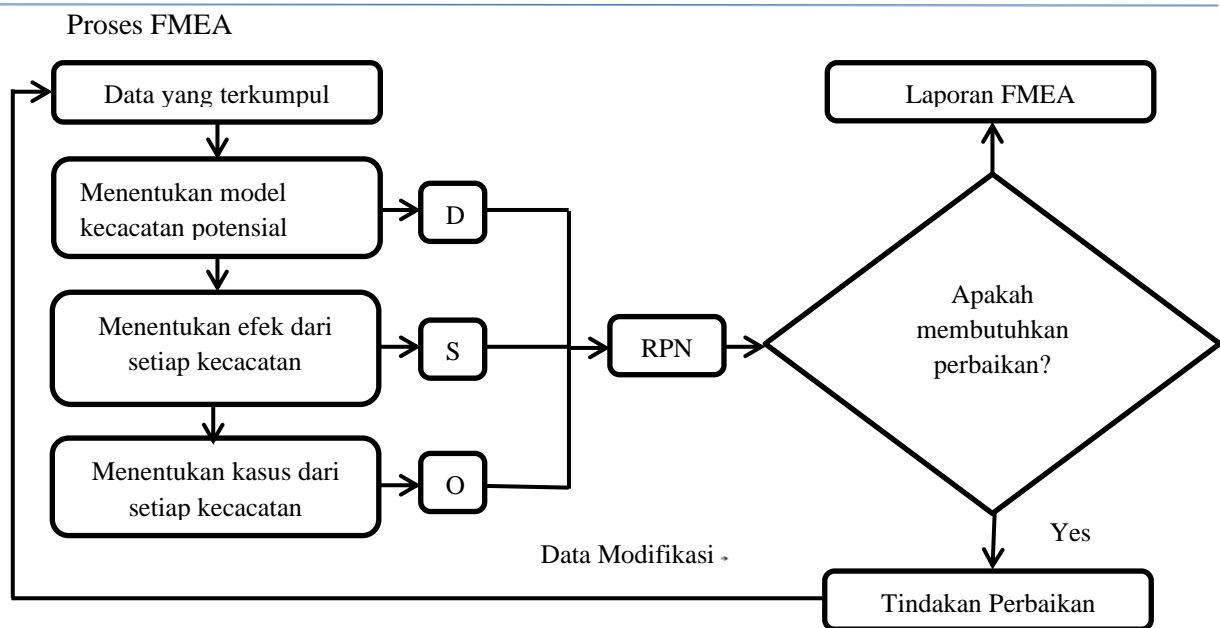 Proses FMEA
Data yang terkumpul
Laporan FMEA
Menentukan model
kecacatan potensial
D
Menentukan efek dari
setiap kecacatan
S
RPN
Apakah
membutuhkan
perbaikan?
Menentukan kasus dari
setiap kecacatan
O
Yes
Data Modifikasi
Tindakan Perbaikan